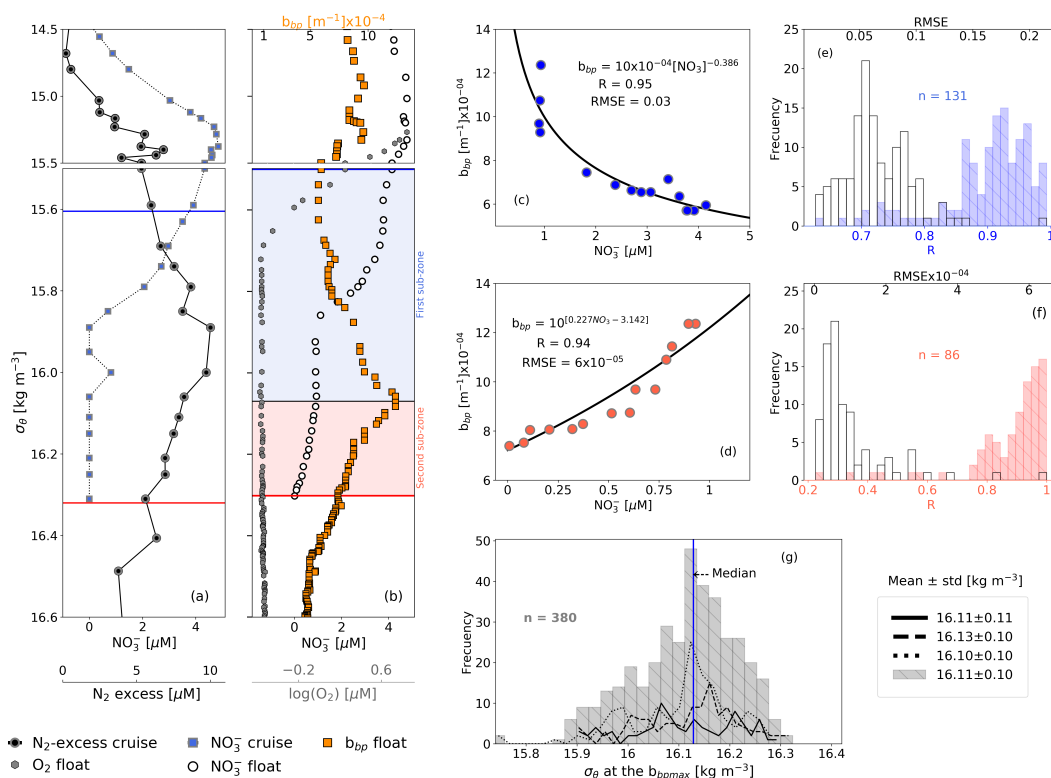 b_bp [m⁻¹]x10⁻⁴
1 5 10
14.5
15.0
15.5
15.6
15.8
16.0
16.2
16.4
16.6
σ_θ [kg m⁻³]
(a)
0 2 4
NO₃⁻ [μM]
0 5 10
N₂ excess [μM]
First sub-zone
Second sub-zone
(b)
0 2 4
NO₃⁻ [μM]
−0.2 0.6
log(O₂) [μM]
N₂-excess cruise
O₂ float
NO₃⁻ cruise
NO₃⁻ float
b_bp float
14
12
10
8
6
b_bp [m⁻¹]x10⁻⁰⁴
b_bp = 10x10⁻⁰⁴[NO₃]⁻⁰·³⁸⁶
R = 0.95
RMSE = 0.03
(c)
1 2 3 4 5
NO₃⁻ [μM]
14
12
10
8
6
b_bp [m⁻¹]x10⁻⁰⁴
b_bp = 10^[0.227NO₃−3.142]
R = 0.94
RMSE = 6x10⁻⁰⁵
(d)
0 0.25 0.5 0.75 1
NO₃⁻ [μM]
RMSE
0.05 0.1 0.15 0.2
(e)
n = 131
25
20
15
10
5
0
Frecuency
0.7 0.8 0.9 1
R
RMSEx10⁻⁰⁴
0 2 4 6
(f)
n = 86
25
20
15
10
5
0
Frecuency
0.2 0.4 0.6 0.8 1
R
50
40
30
20
10
0
Frecuency
(g)
Median
n = 380
15.8 15.9 16 16.1 16.2 16.3 16.4
σ_θ at the b_bpmax [kg m⁻³]
Mean ± std [kg m⁻³]
16.11±0.11
16.13±0.10
16.10±0.10
16.11±0.10